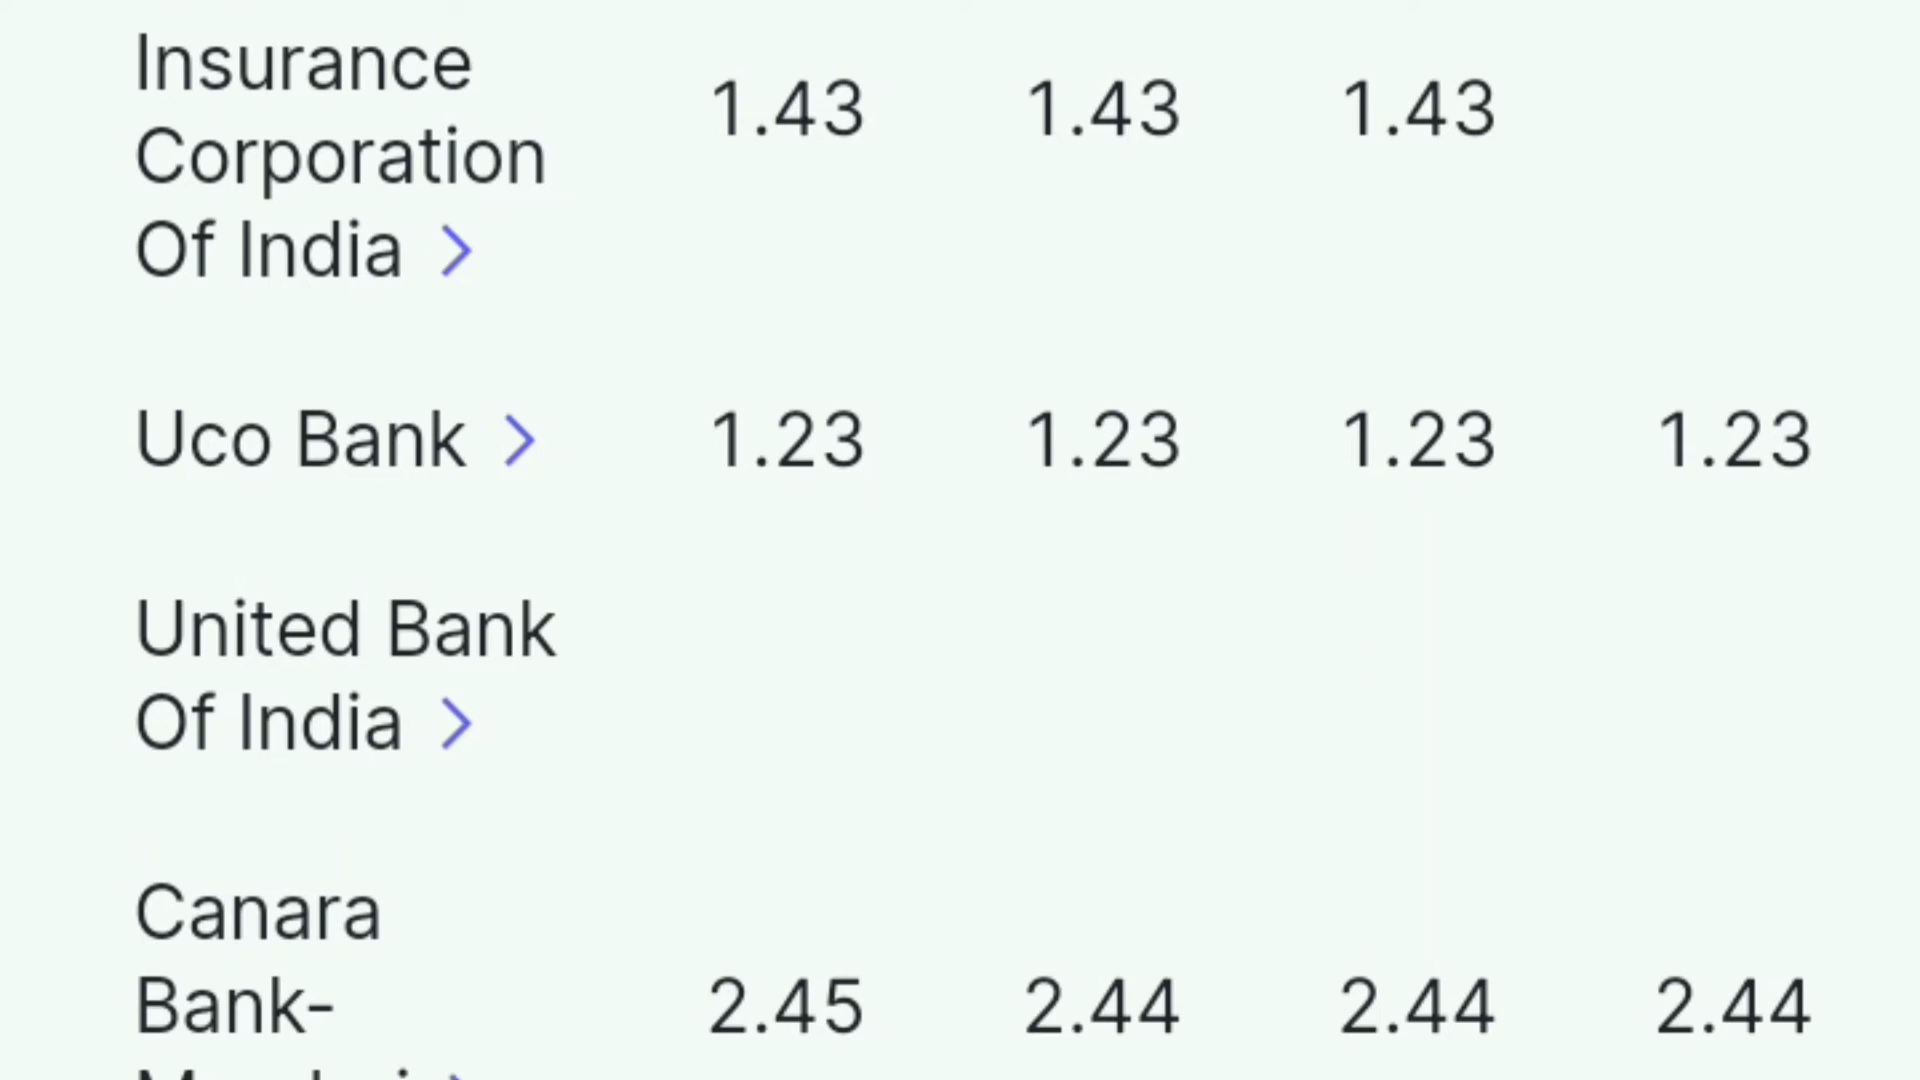 Insurance
Corporation
Of India
1.43 1.43 1.43
Uco Bank 1.23 1.23 1.23 1.23
United Bank
Of India
Canara
Bank- 2.45 2.44 2.44 2.44